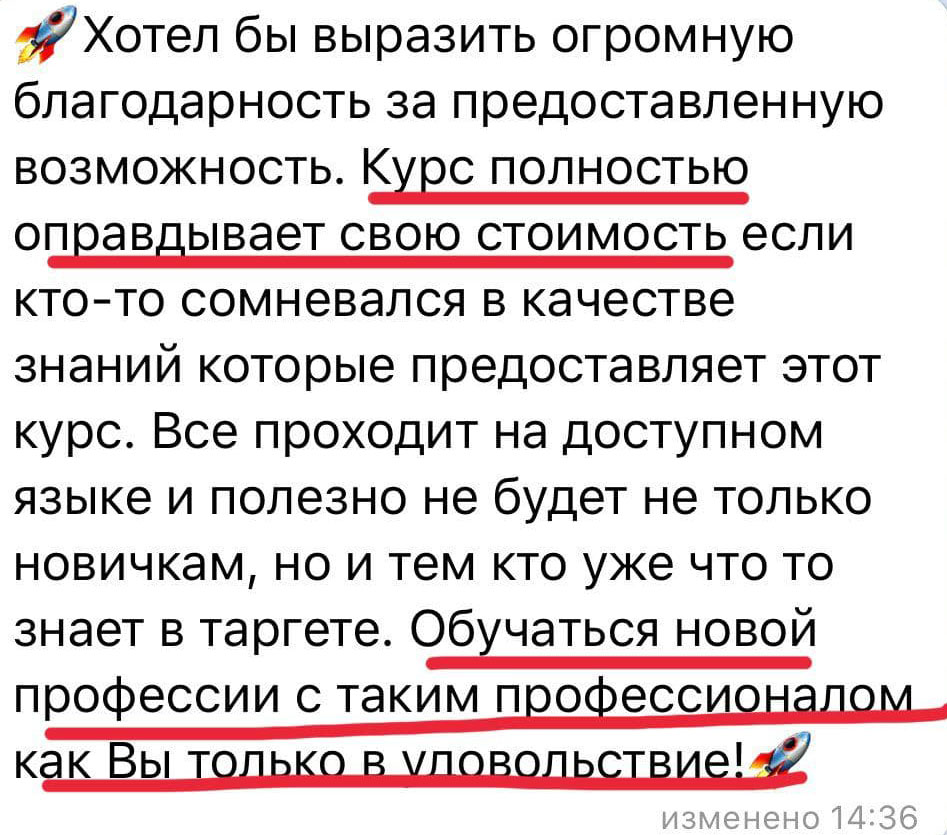 🚀Хотел бы выразить огромную
благодарность за предоставленную
возможность. Курс полностью
оправдывает свою стоимость если
кто-то сомневался в качестве
знаний которые предоставляет этот
курс. Все проходит на доступном
языке и полезно не будет не только
новичкам, но и тем кто уже что то
знает в таргете. Обучаться новой
профессии с таким профессионалом
как Вы только в удовольствие!🚀
изменено 14:36